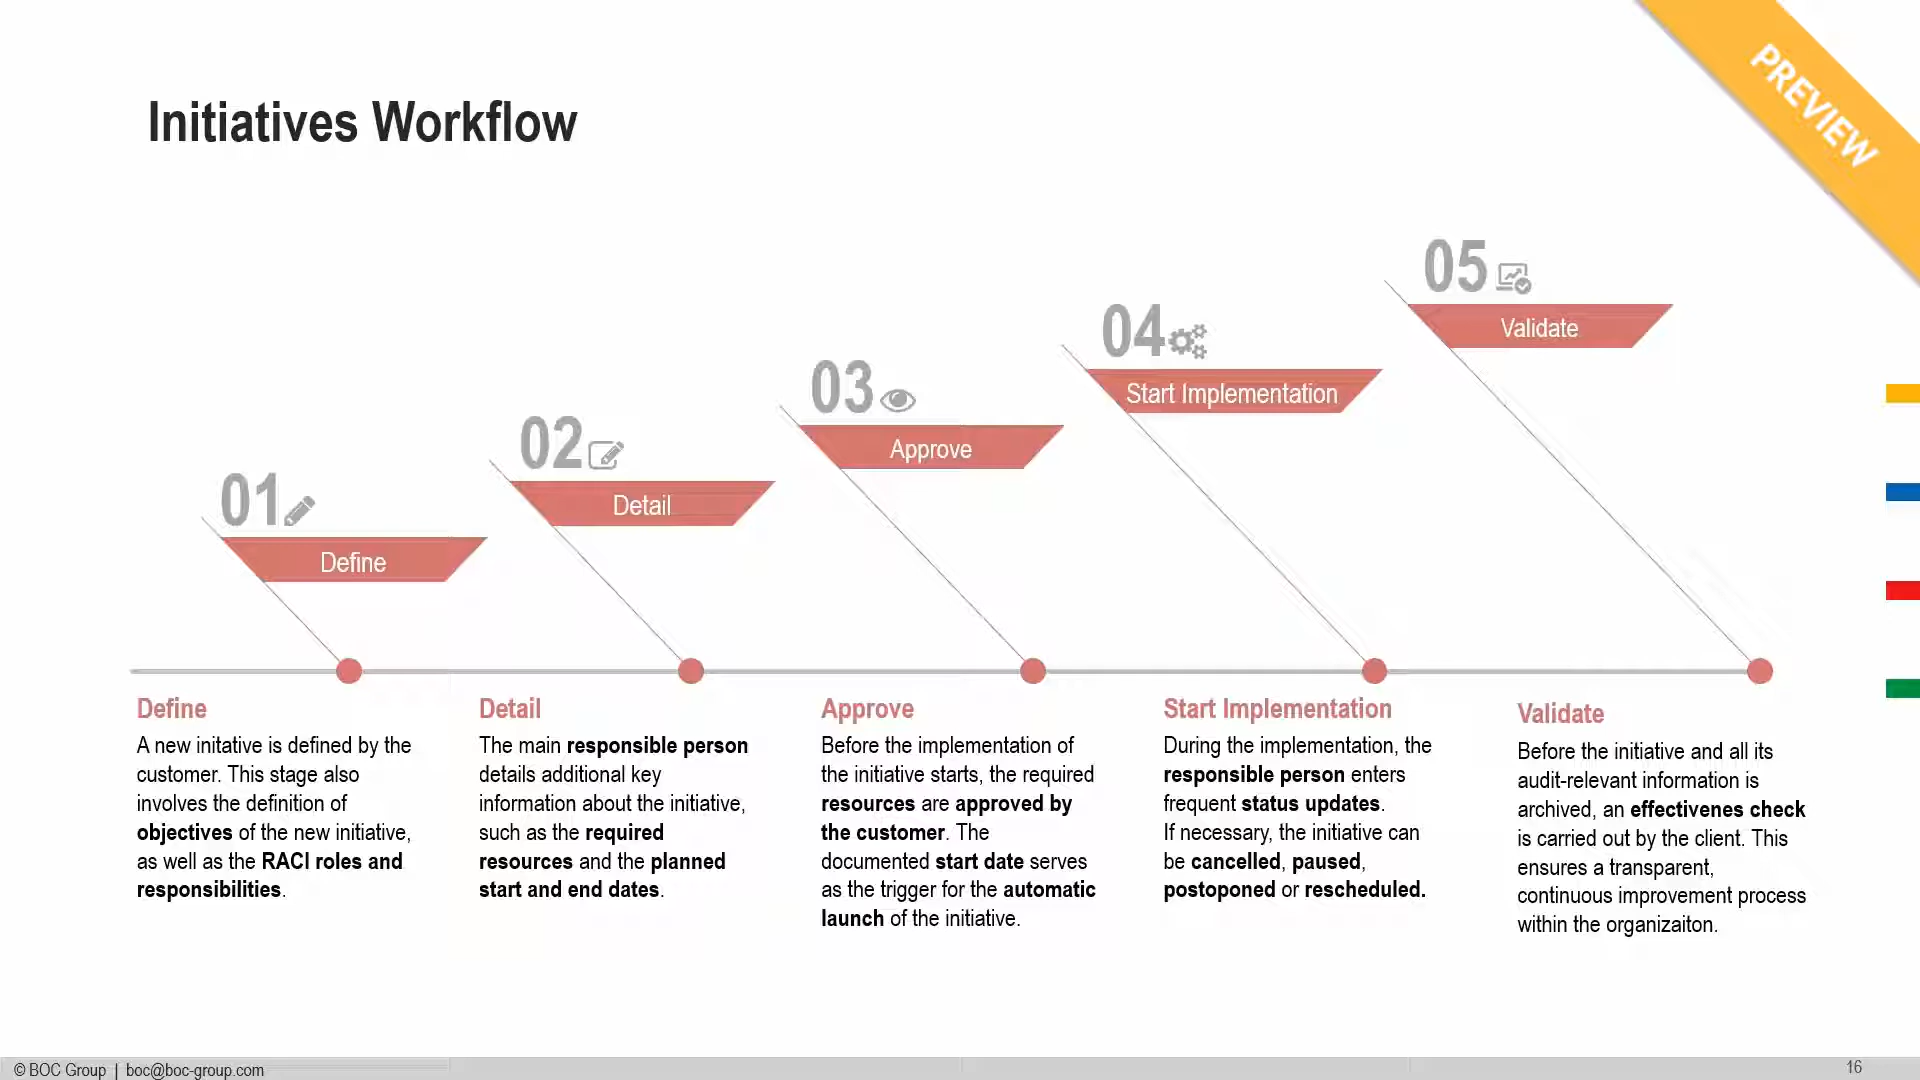 PREVIEW
Initiatives Workflow
01
Define
02
Detail
03
Approve
04
Start Implementation
05
Validate
Define
A new initative is defined by the
customer. This stage also
involves the definition of
objectives of the new initiative,
as well as the RACI roles and
responsibilities.
Detail
The main responsible person
details additional key
information about the initiative,
such as the required
resources and the planned
start and end dates.
Approve
Before the implementation of
the initiative starts, the required
resources are approved by
the customer. The
documented start date serves
as the trigger for the automatic
launch of the initiative.
Start Implementation
During the implementation, the
responsible person enters
frequent status updates.
If necessary, the initiative can
be cancelled, paused,
postoponed or rescheduled.
Validate
Before the initiative and all its
audit-relevant information is
archived, an effectivenes check
is carried out by the client. This
ensures a transparent,
continuous improvement process
within the organizaiton.
© BOC Group | boc@boc-group.com
16